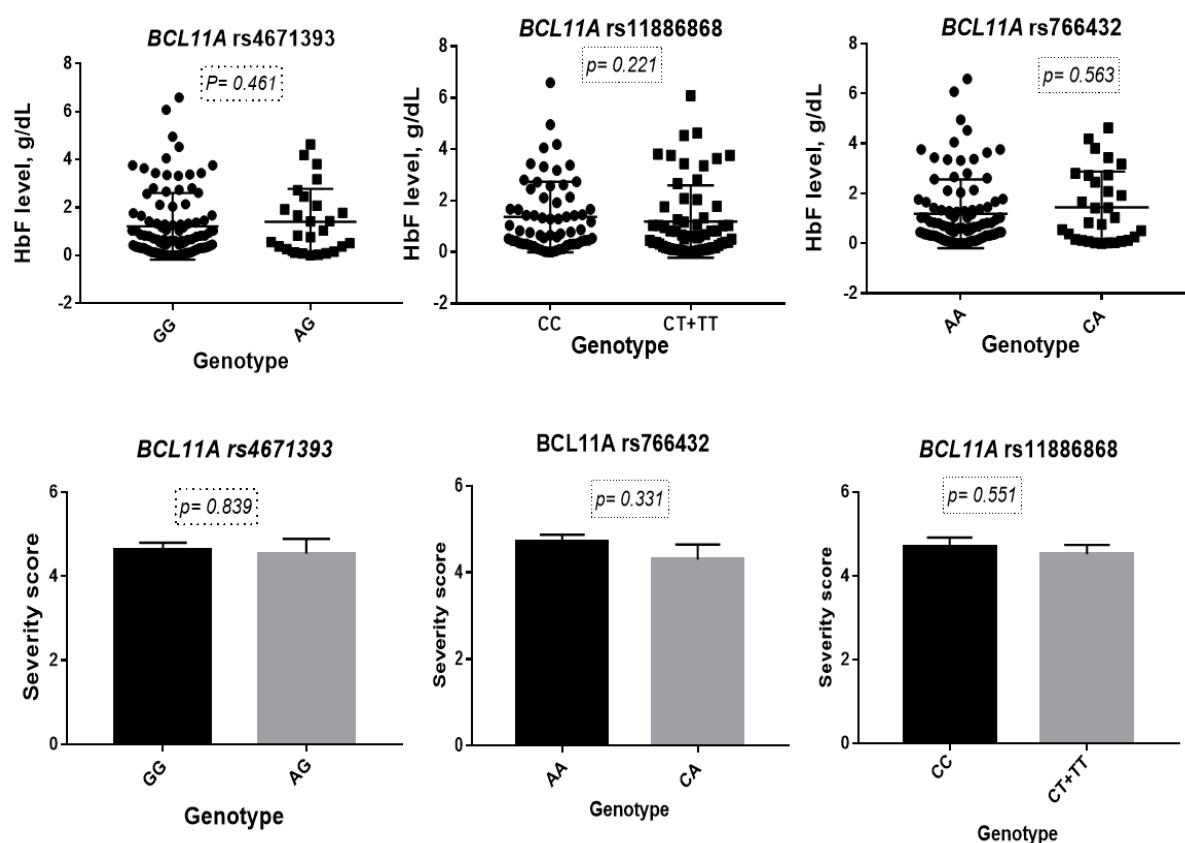 BCL11A rs4671393
P= 0.461
HbF level, g/dL
8
6
4
2
0
-2
GG
AG
Genotype
BCL11A rs11886868
p= 0.221
HbF level, g/dL
8
6
4
2
0
-2
CC
CT+TT
Genotype
BCL11A rs766432
p= 0.563
HbF level, g/dL
8
6
4
2
0
-2
AA
CA
Genotype
BCL11A rs4671393
p= 0.839
Severity score
6
4
2
0
GG
AG
Genotype
BCL11A rs766432
p= 0.331
Severity score
6
4
2
0
AA
CA
Genotype
BCL11A rs11886868
p= 0.551
Severity score
6
4
2
0
CC
CT+TT
Genotype